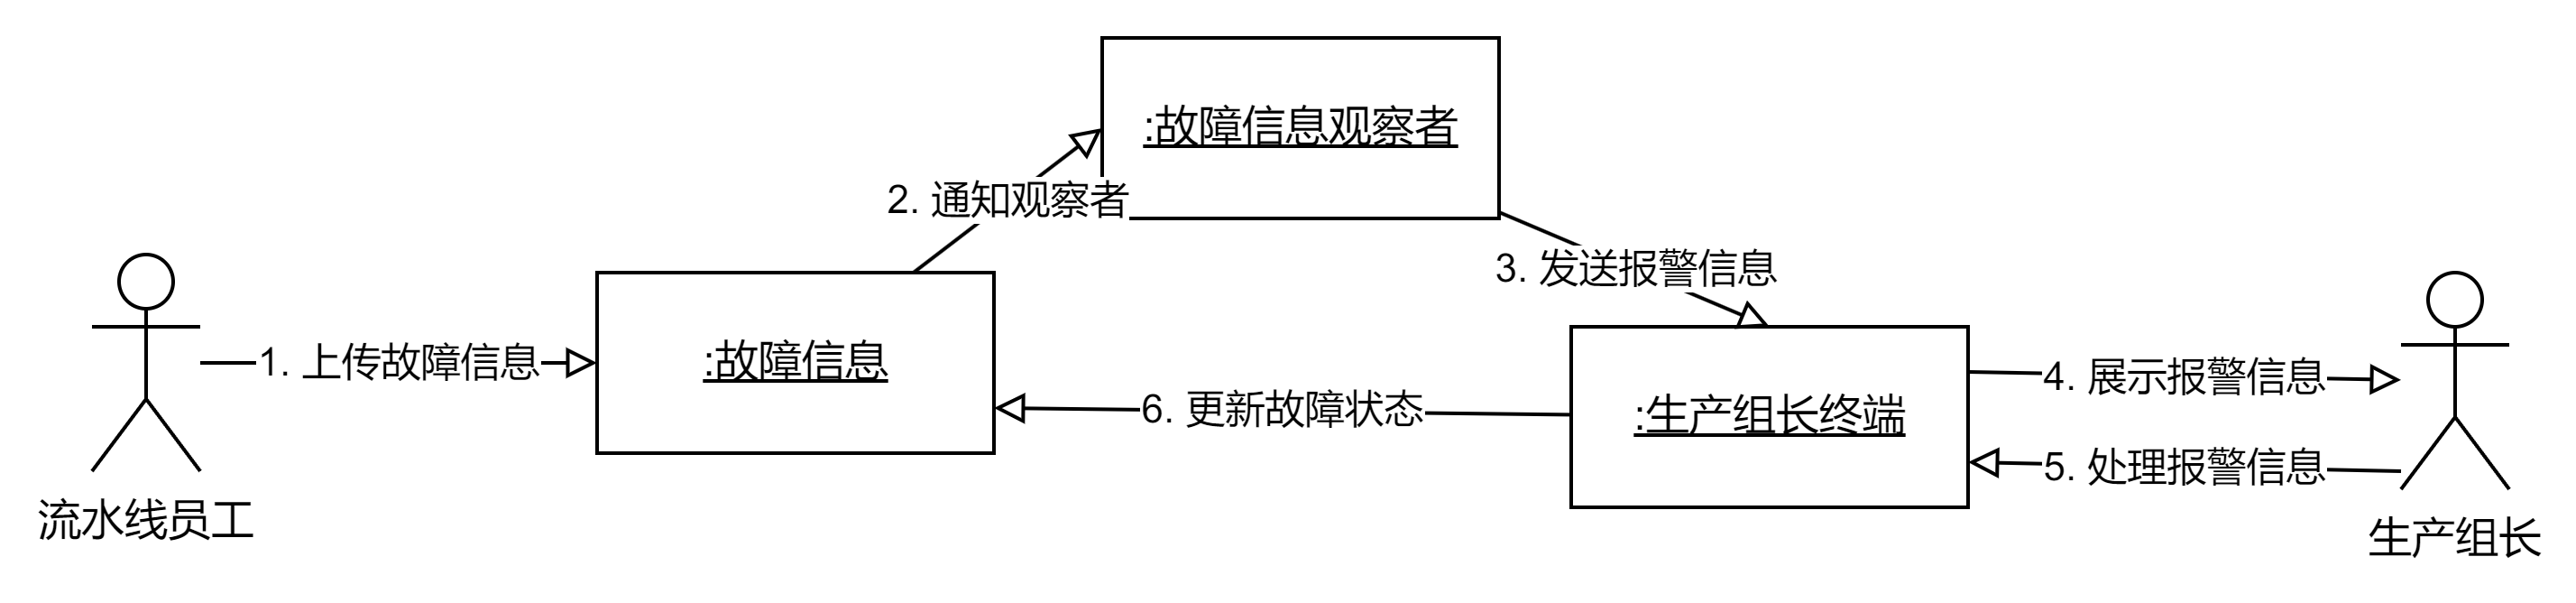 :故障信息观察者
2. 通知观察者
3. 发送报警信息
1. 上传故障信息
:故障信息
4. 展示报警信息
6. 更新故障状态
:生产组长终端
5. 处理报警信息
流水线员工
生产组长